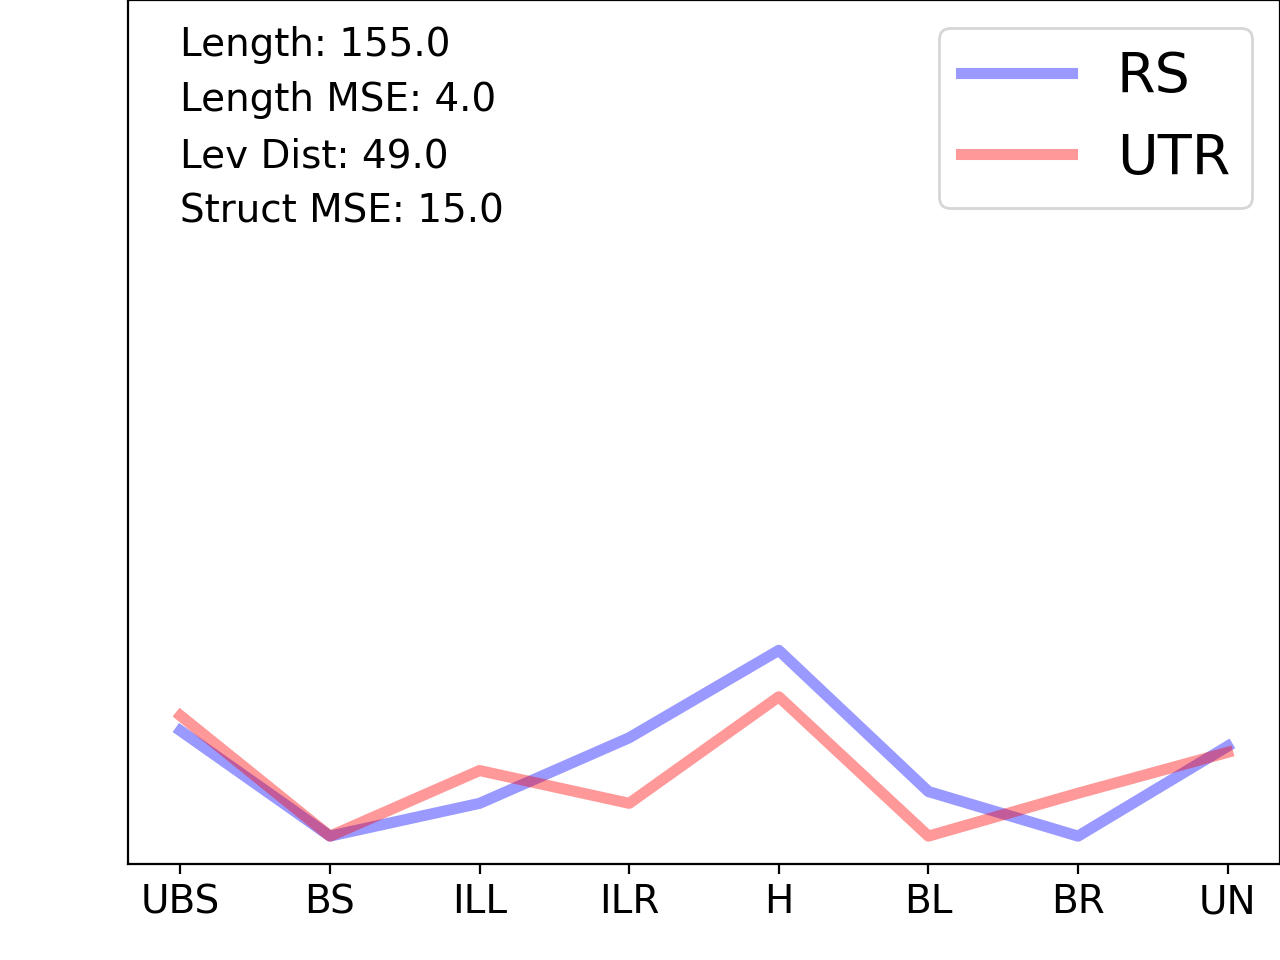 Length: 155.0
Length MSE: 4.0
Lev Dist: 49.0
Struct MSE: 15.0
RS
UTR
UBS BS ILL ILR H BL BR UN